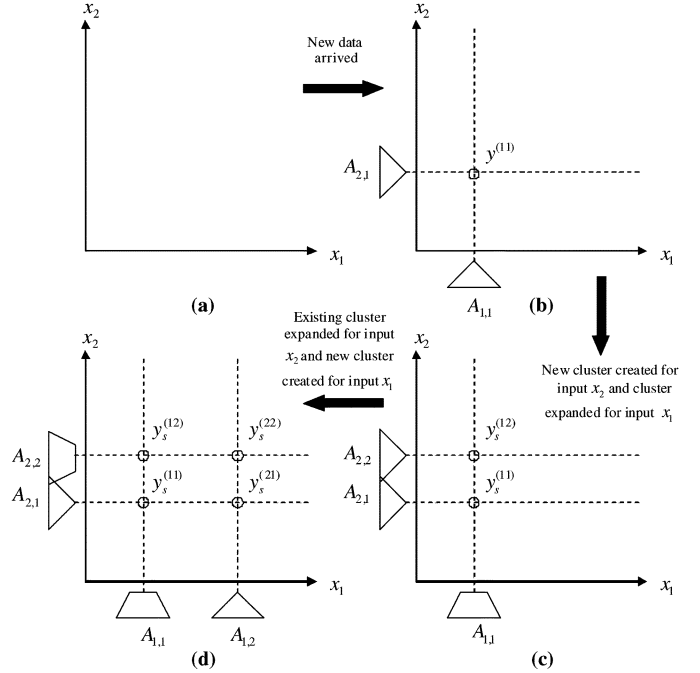 x₂
New data
arrived
x₁
(a)
x₂
A₂,₁
y⁽¹¹⁾
x₁
A₁,₁
(b)
New cluster created for
input x₂ and cluster
expanded for input x₁
x₂
A₂,₂
A₂,₁
yₛ⁽¹²⁾
yₛ⁽¹¹⁾
x₁
A₁,₁
(c)
Existing cluster
expanded for input
x₂ and new cluster
created for input x₁
x₂
A₂,₂
A₂,₁
yₛ⁽¹²⁾ yₛ⁽²²⁾
yₛ⁽¹¹⁾ yₛ⁽²¹⁾
x₁
A₁,₁ A₁,₂
(d)